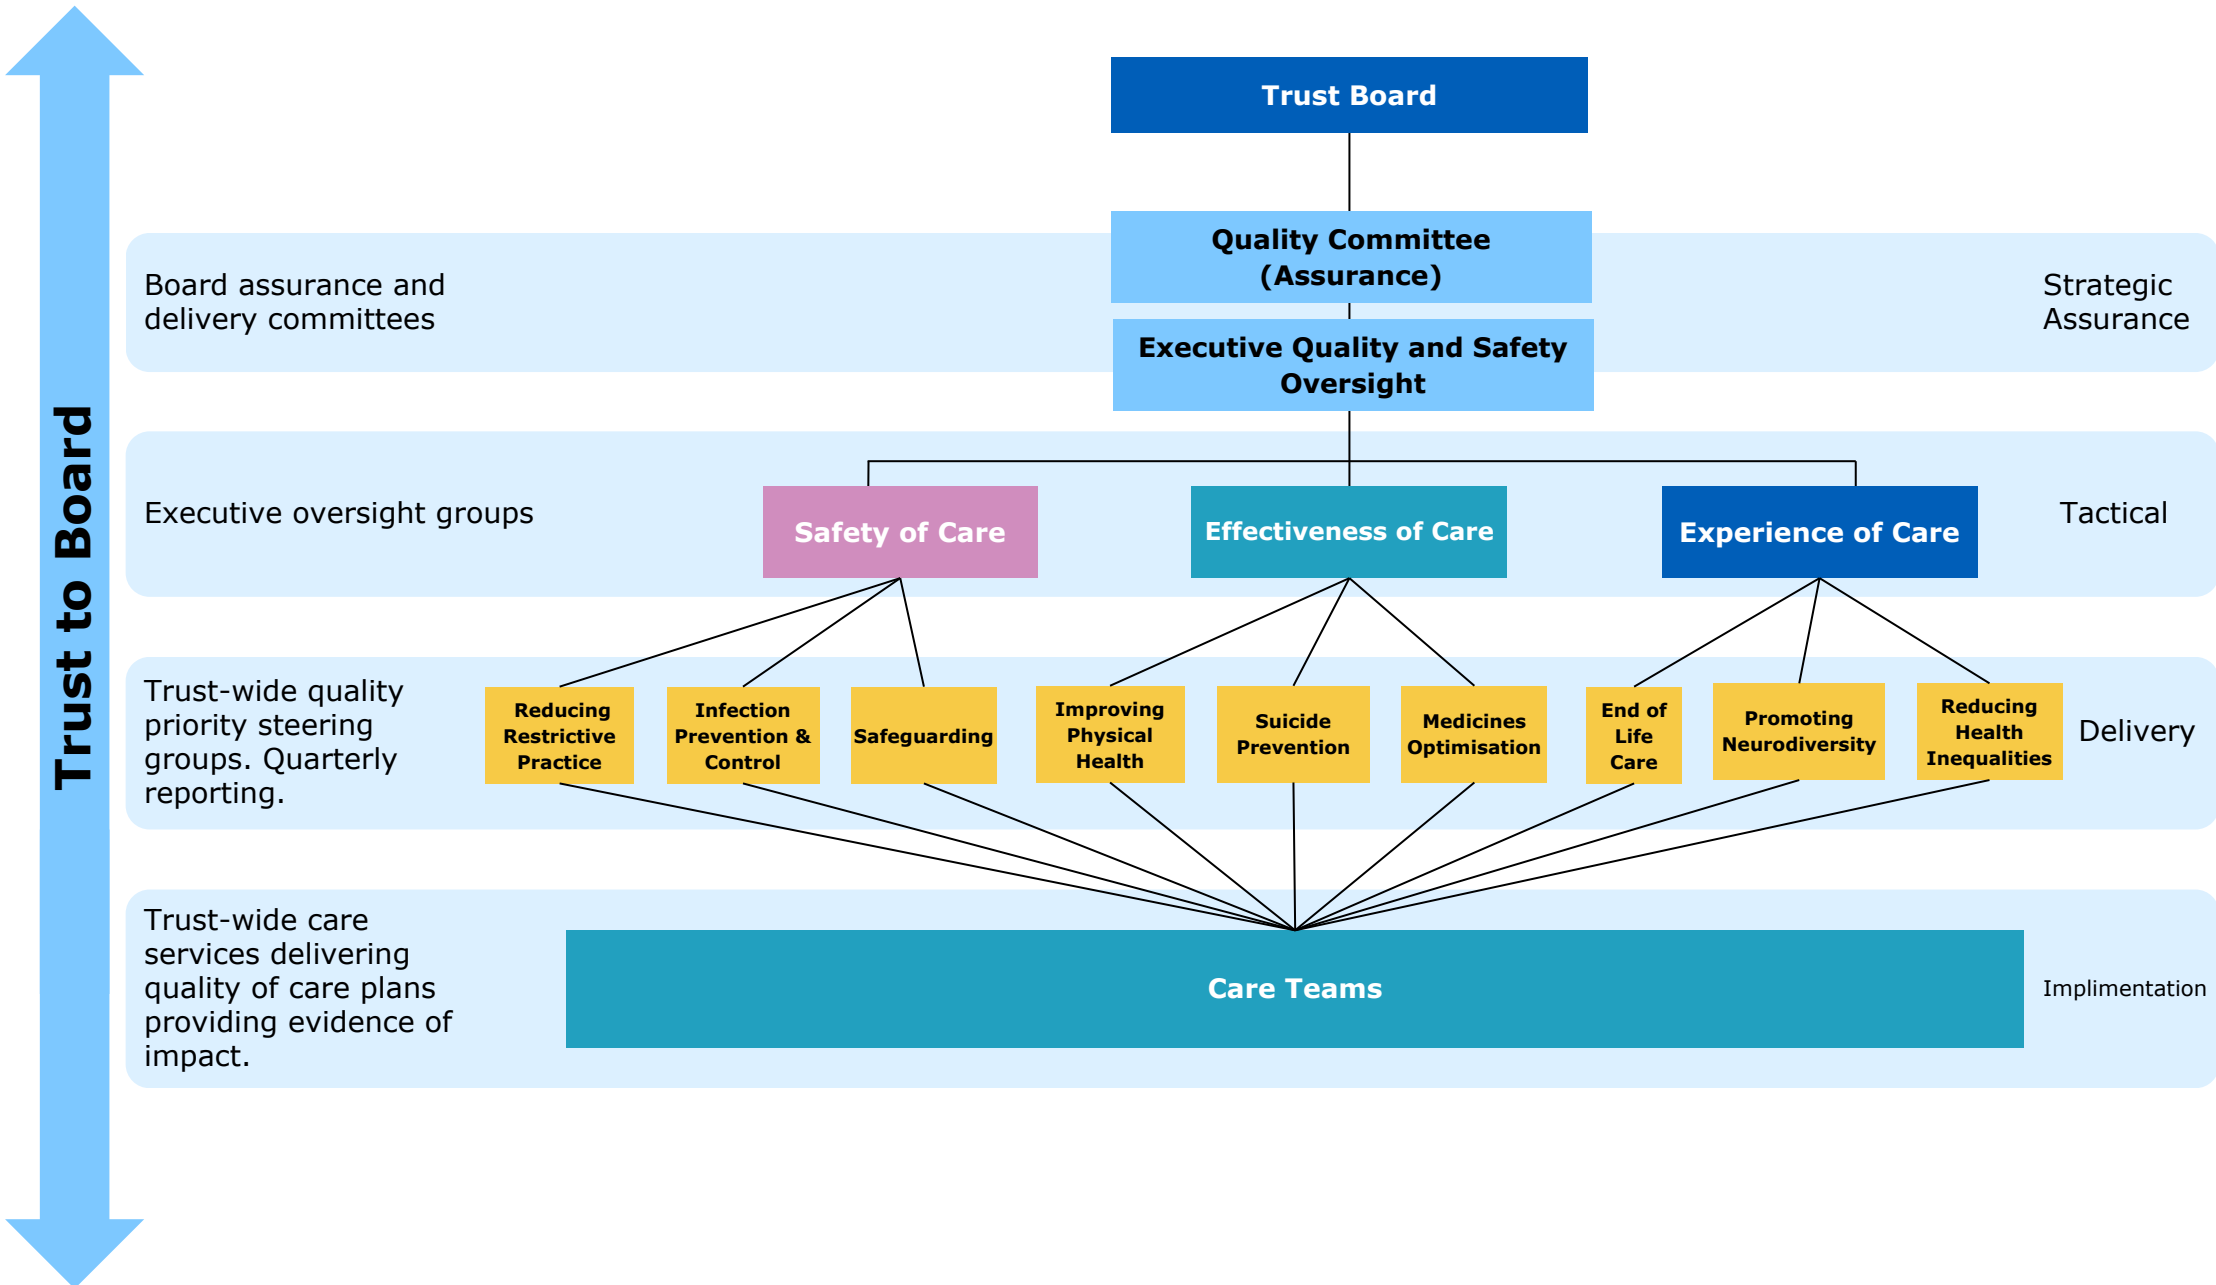 Trust to Board
Trust Board
Quality Committee
(Assurance)
Board assurance and
delivery committees
Strategic
Assurance
Executive Quality and Safety
Oversight
Executive oversight groups
Safety of Care
Effectiveness of Care
Experience of Care
Tactical
Trust-wide quality
priority steering
groups. Quarterly
reporting.
Reducing
Restrictive
Practice
Infection
Prevention &
Control
Safeguarding
Improving
Physical
Health
Suicide
Prevention
Medicines
Optimisation
End of
Life
Care
Promoting
Neurodiversity
Reducing
Health
Inequalities
Delivery
Trust-wide care
services delivering
quality of care plans
providing evidence of
impact.
Care Teams
Implimentation